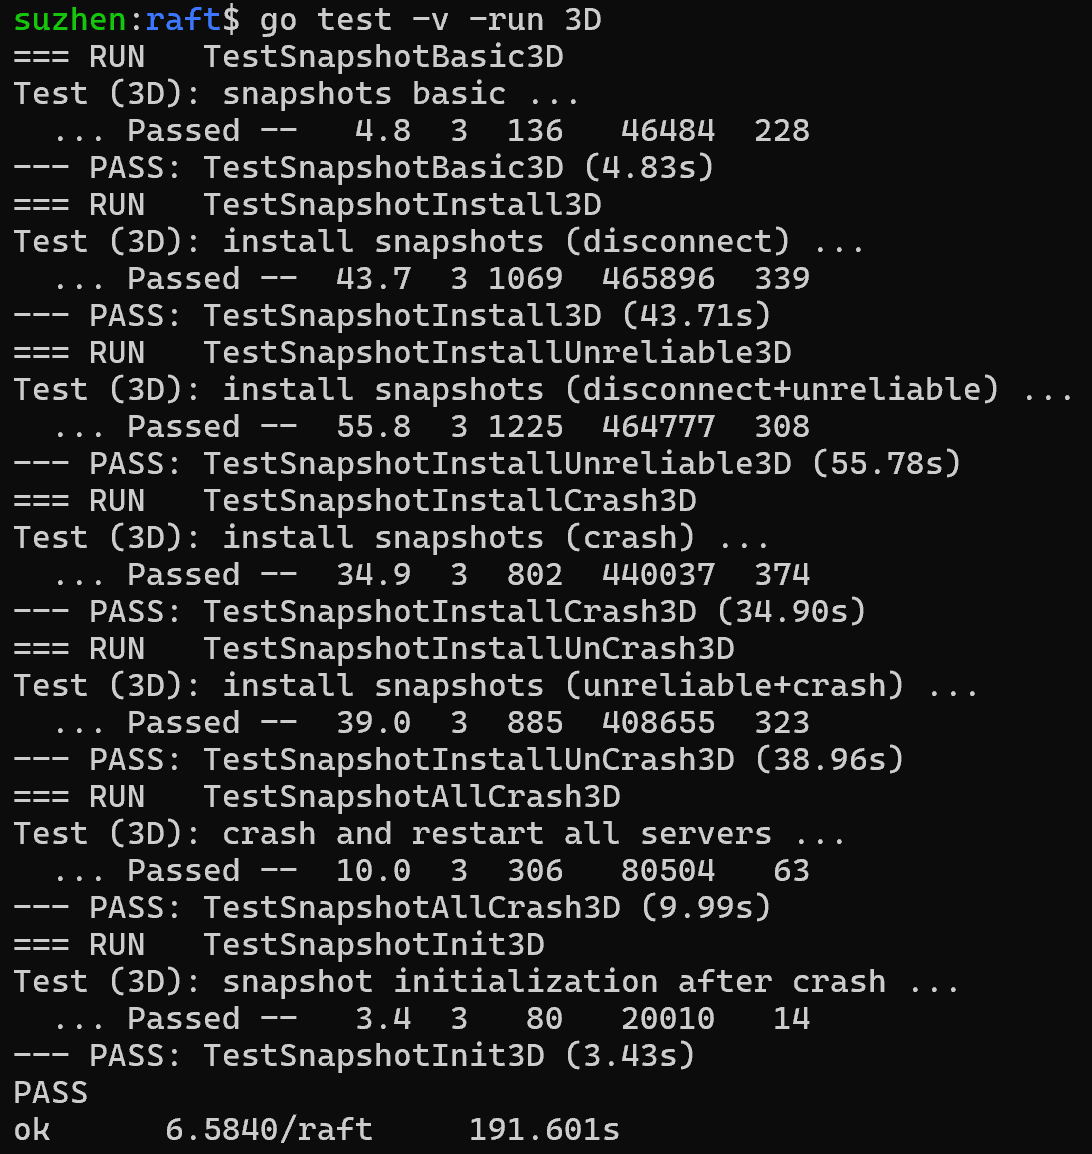 suzhen:raft$ go test -v -run 3D
=== RUN   TestSnapshotBasic3D
Test (3D): snapshots basic ...
  ... Passed --   4.8  3  136   46484  228
--- PASS: TestSnapshotBasic3D (4.83s)
=== RUN   TestSnapshotInstall3D
Test (3D): install snapshots (disconnect) ...
  ... Passed --  43.7  3 1069  465896  339
--- PASS: TestSnapshotInstall3D (43.71s)
=== RUN   TestSnapshotInstallUnreliable3D
Test (3D): install snapshots (disconnect+unreliable) ...
  ... Passed --  55.8  3 1225  464777  308
--- PASS: TestSnapshotInstallUnreliable3D (55.78s)
=== RUN   TestSnapshotInstallCrash3D
Test (3D): install snapshots (crash) ...
  ... Passed --  34.9  3  802  440037  374
--- PASS: TestSnapshotInstallCrash3D (34.90s)
=== RUN   TestSnapshotInstallUnCrash3D
Test (3D): install snapshots (unreliable+crash) ...
  ... Passed --  39.0  3  885  408655  323
--- PASS: TestSnapshotInstallUnCrash3D (38.96s)
=== RUN   TestSnapshotAllCrash3D
Test (3D): crash and restart all servers ...
  ... Passed --  10.0  3  306   80504   63
--- PASS: TestSnapshotAllCrash3D (9.99s)
=== RUN   TestSnapshotInit3D
Test (3D): snapshot initialization after crash ...
  ... Passed --   3.4  3   80   20010   14
--- PASS: TestSnapshotInit3D (3.43s)
PASS
ok      6.5840/raft     191.601s